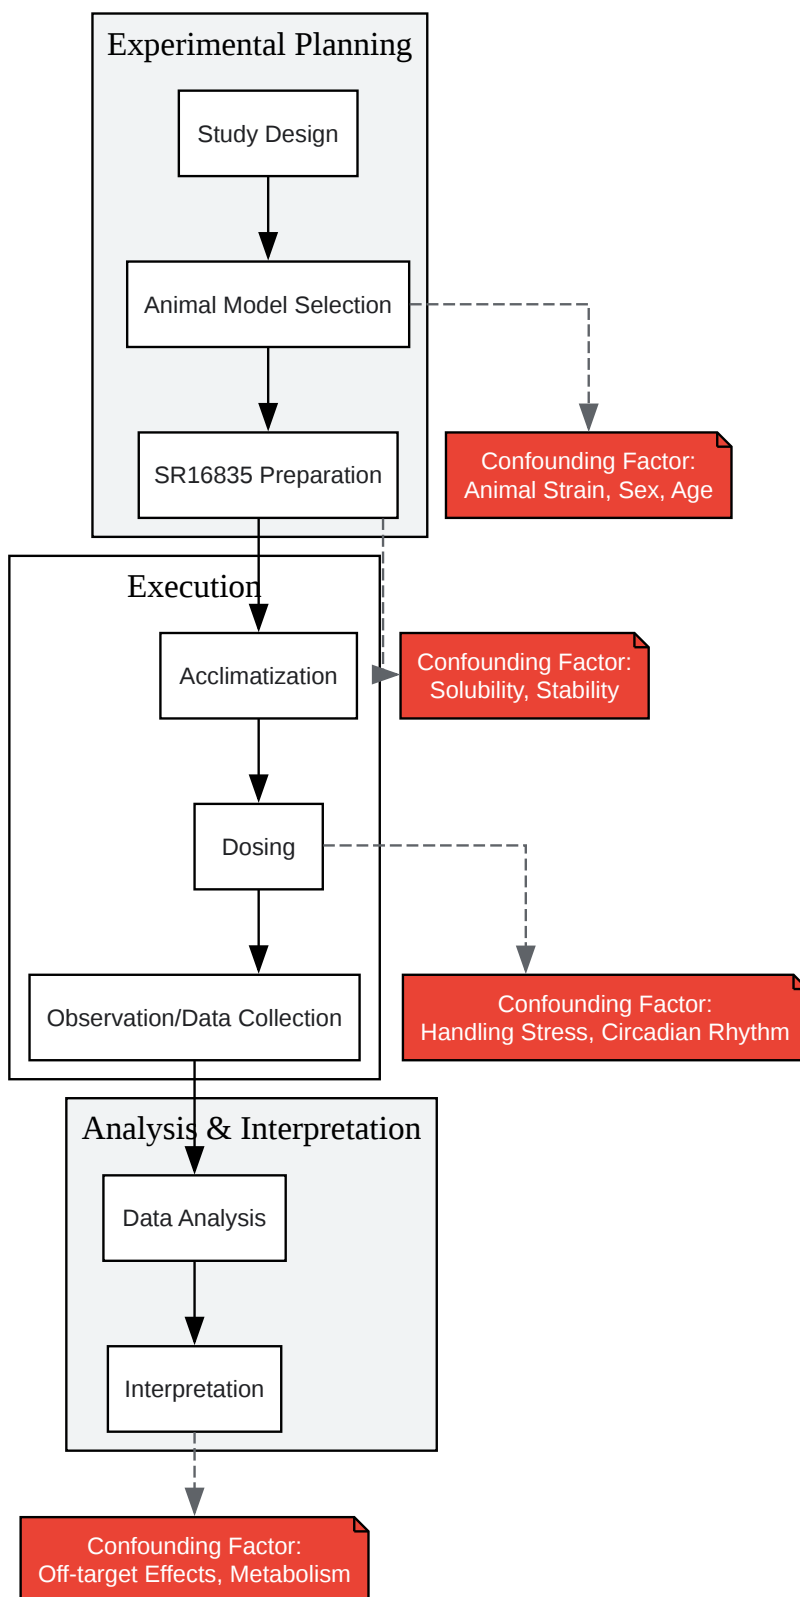 Experimental Planning
Study Design
Animal Model Selection
SR16835 Preparation
Confounding Factor:
Animal Strain, Sex, Age
Execution
Acclimatization
Confounding Factor:
Solubility, Stability
Dosing
Observation/Data Collection
Confounding Factor:
Handling Stress, Circadian Rhythm
Analysis & Interpretation
Data Analysis
Interpretation
Confounding Factor:
Off-target Effects, Metabolism